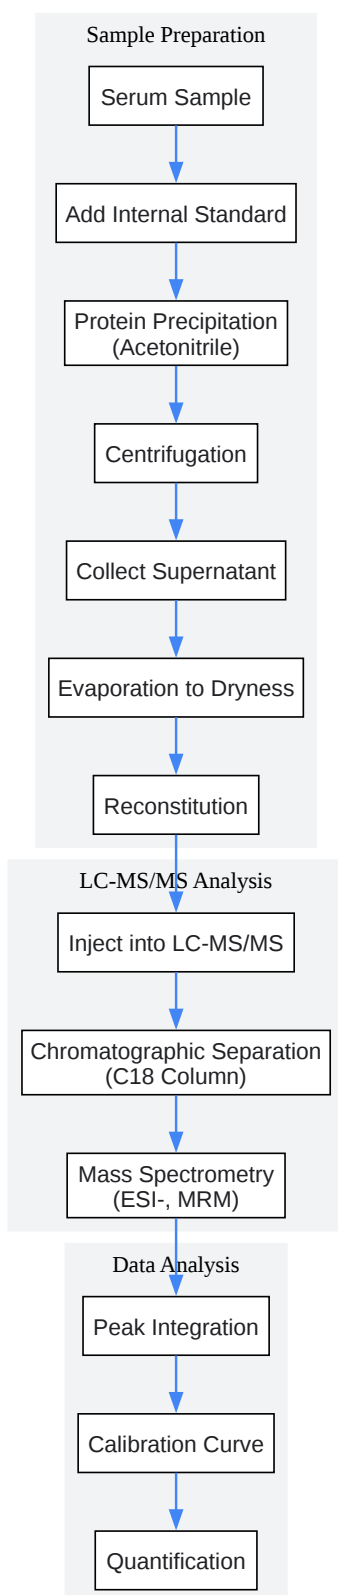 Sample Preparation
Serum Sample
Add Internal Standard
Protein Precipitation
(Acetonitrile)
Centrifugation
Collect Supernatant
Evaporation to Dryness
Reconstitution
LC-MS/MS Analysis
Inject into LC-MS/MS
Chromatographic Separation
(C18 Column)
Mass Spectrometry
(ESI-, MRM)
Data Analysis
Peak Integration
Calibration Curve
Quantification